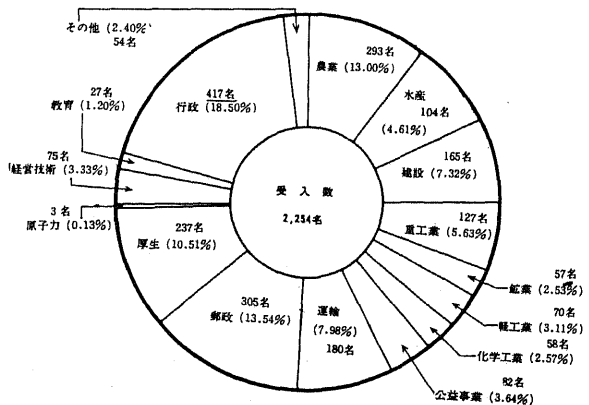 その他 (2.40%)
54名
293名
農業 (13.00%)
水産
104名
(4.61%)
165名
建設 (7.32%)
127名
重工業
(5.63%)
57名
鉱業 (2.53%)
70名
軽工業 (3.11%)
58名
化学工業 (2.57%)
82名
公益事業 (3.64%)
運輸
(7.98%)
180名
305名
郵政 (13.54%)
237名
厚生 (10.51%)
3名
原子力 (0.13%)
75名
経営技術 (3.33%)
27名
教育 (1.20%)
417名
行政 (18.50%)
受入数
2,254名